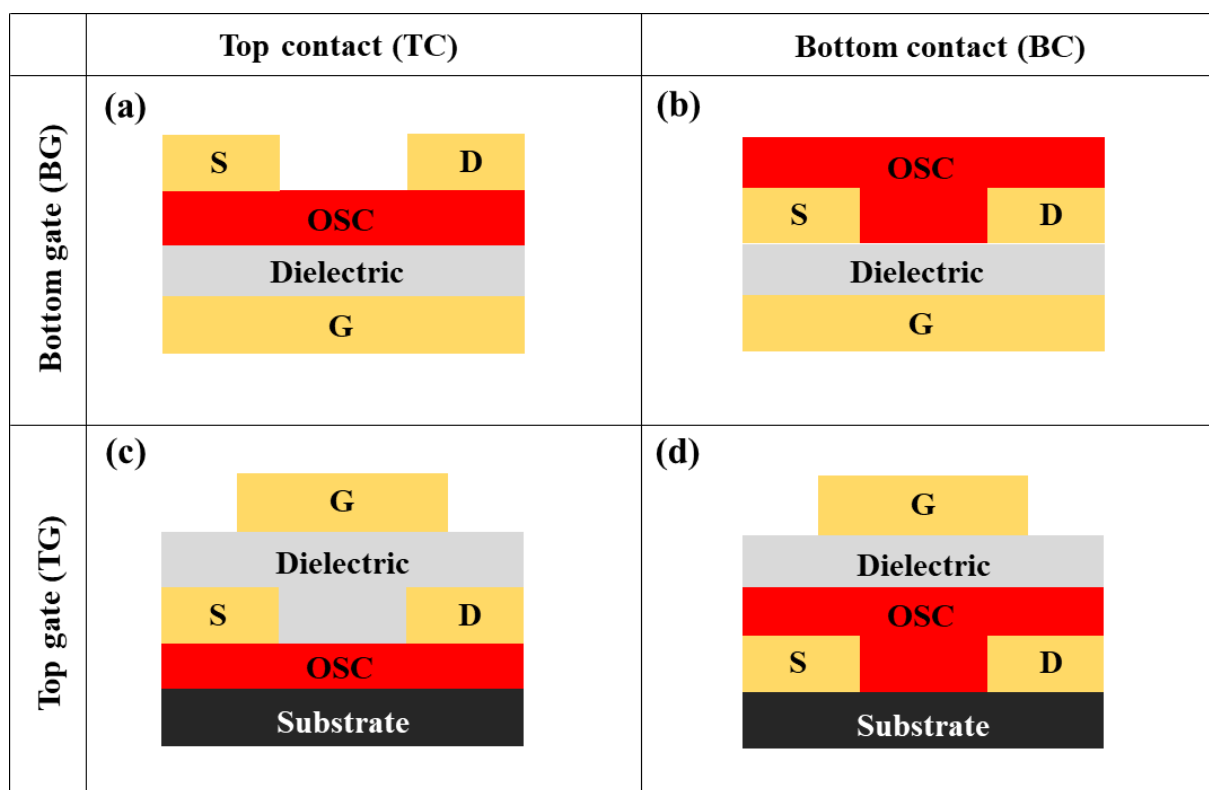 Top contact (TC)
Bottom contact (BC)
Bottom gate (BG)
(a)
S
D
OSC
Dielectric
G
(b)
OSC
S
D
Dielectric
G
Top gate (TG)
(c)
G
Dielectric
S
D
OSC
Substrate
(d)
G
Dielectric
OSC
S
D
Substrate